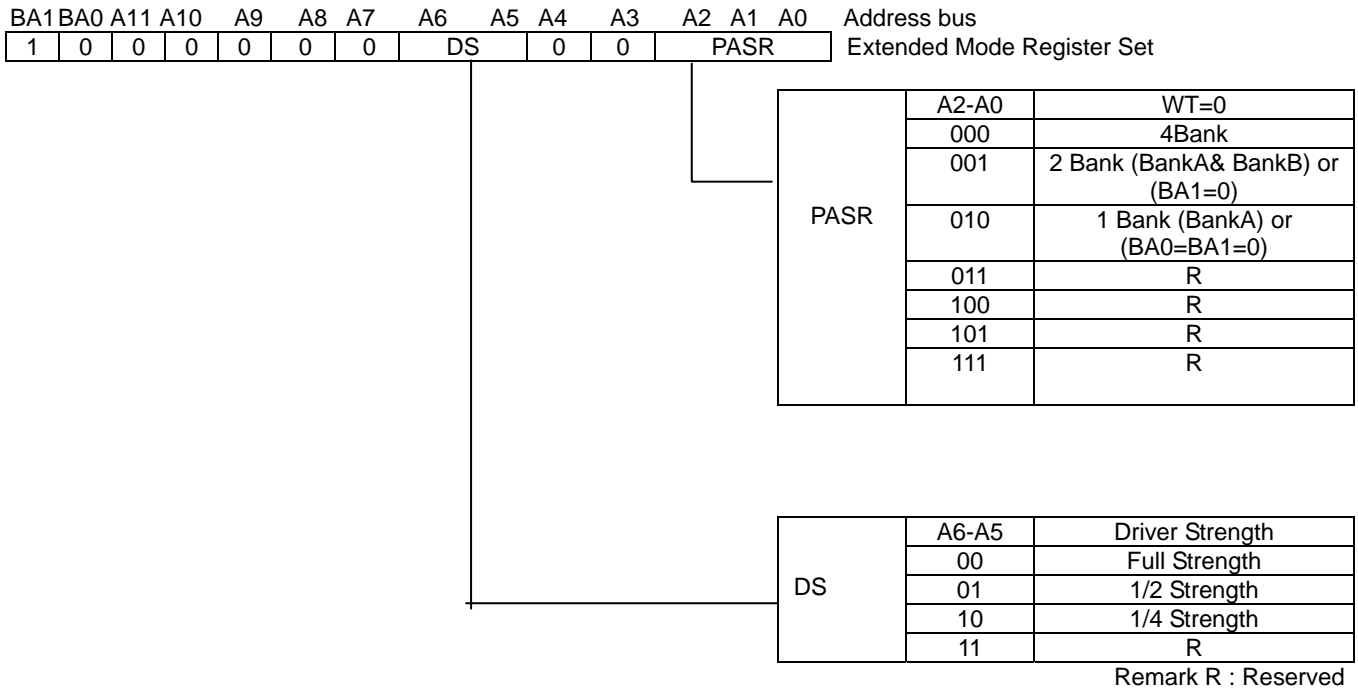 BA1 BA0 A11 A10 A9 A8 A7 A6 A5 A4 A3 A2 A1 A0 Address bus
1 0 0 0 0 0 0 DS 0 0 PASR Extended Mode Register Set
A2-A0 WT=0
000 4Bank
001 2 Bank (BankA& BankB) or
(BA1=0)
PASR
010 1 Bank (BankA) or
(BA0=BA1=0)
011 R
100 R
101 R
111 R
A6-A5 Driver Strength
00 Full Strength
DS
01 1/2 Strength
10 1/4 Strength
11 R
Remark R : Reserved